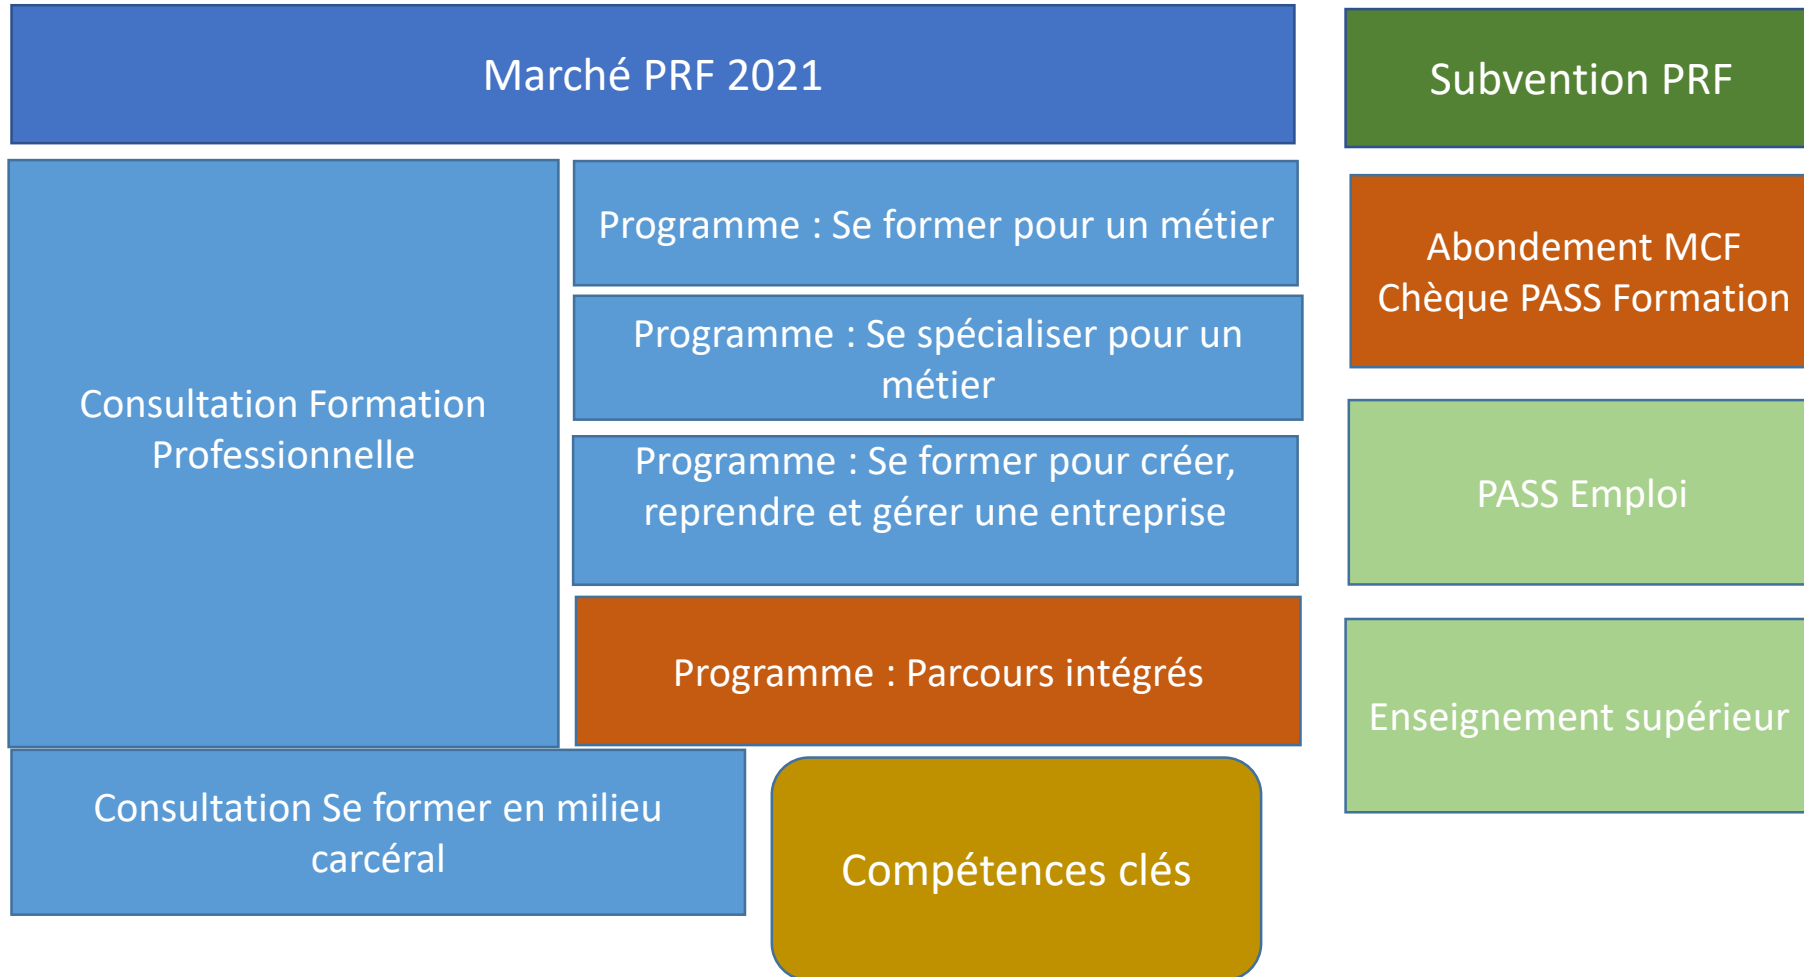 Marché PRF 2021
Consultation Formation
Professionnelle
Programme : Se former pour un métier
Programme : Se spécialiser pour un
métier
Programme : Se former pour créer,
reprendre et gérer une entreprise
Programme : Parcours intégrés
Consultation Se former en milieu
carcéral
Compétences clés
Subvention PRF
Abondement MCF
Chèque PASS Formation
PASS Emploi
Enseignement supérieur